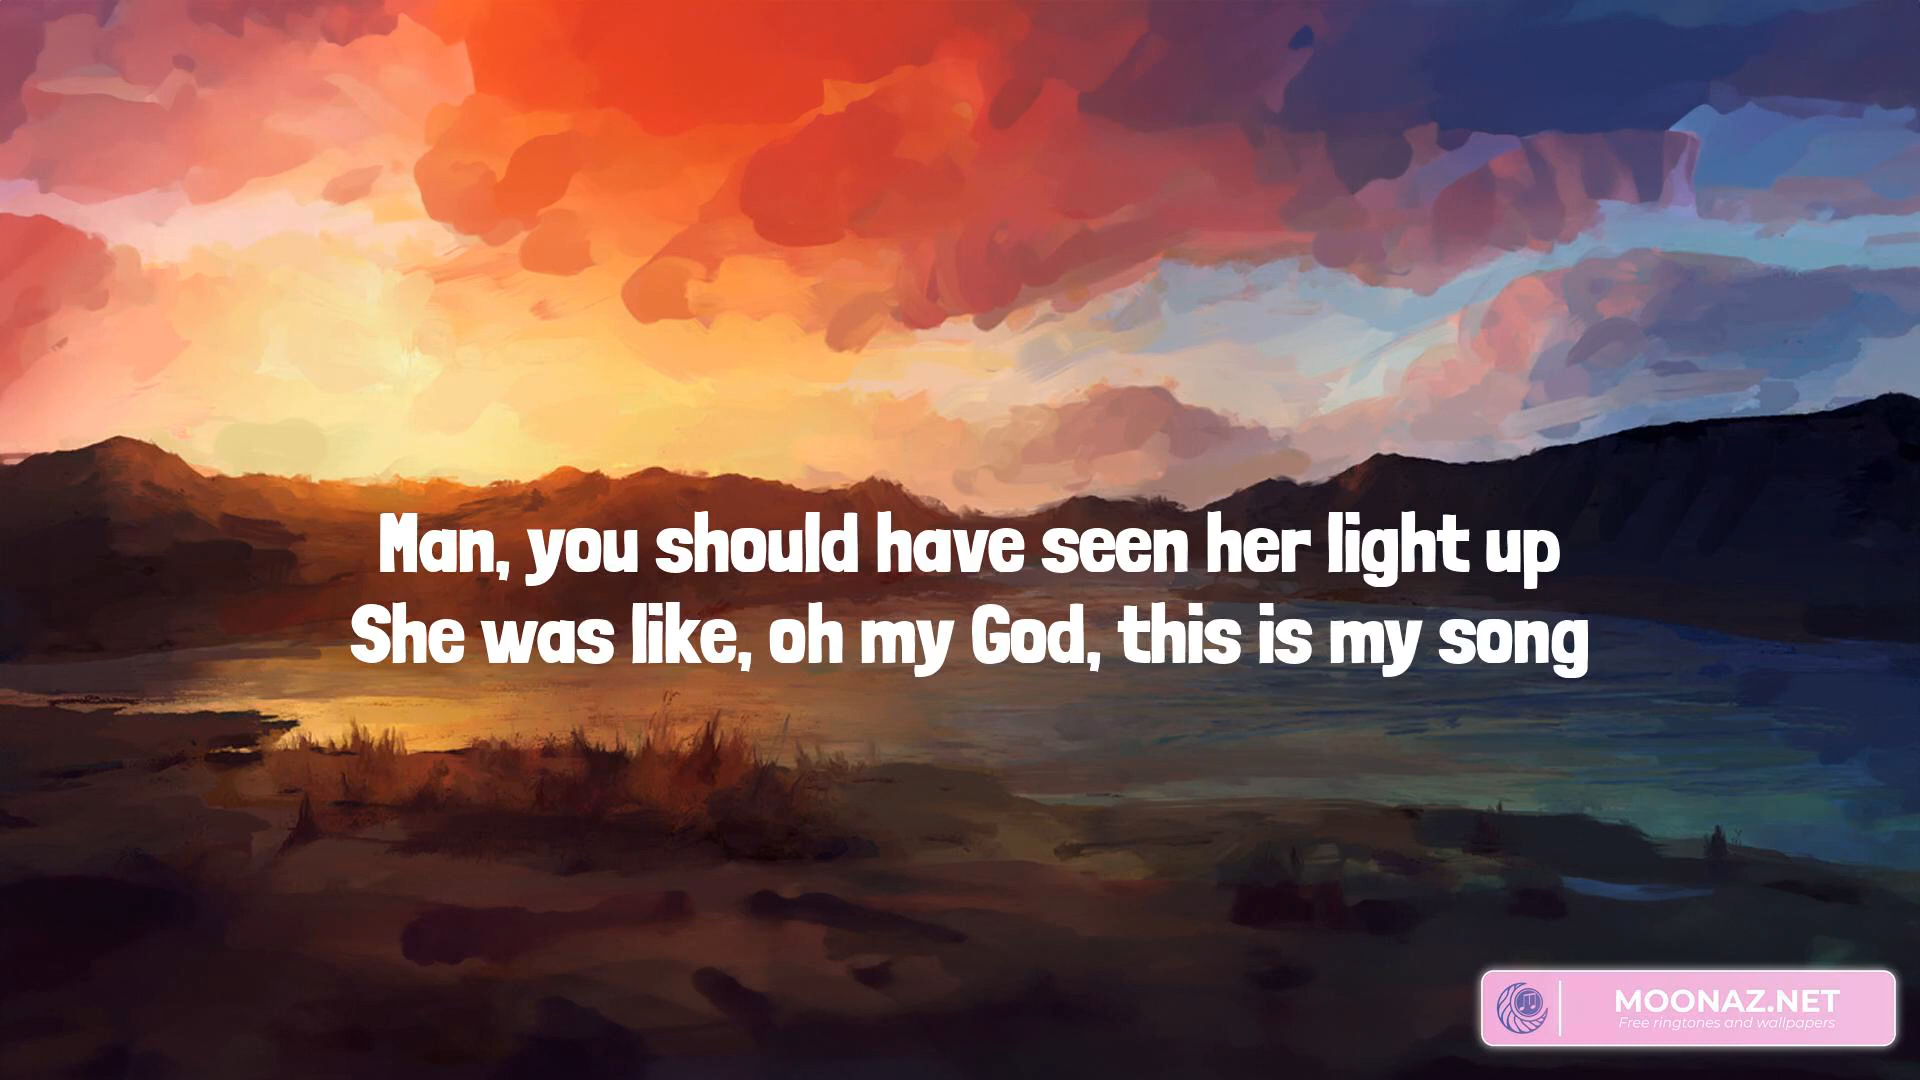 Man, you should have seen her light up
She was like, oh my God, this is my song
MOONAZ.NET
Free ringtones and wallpapers